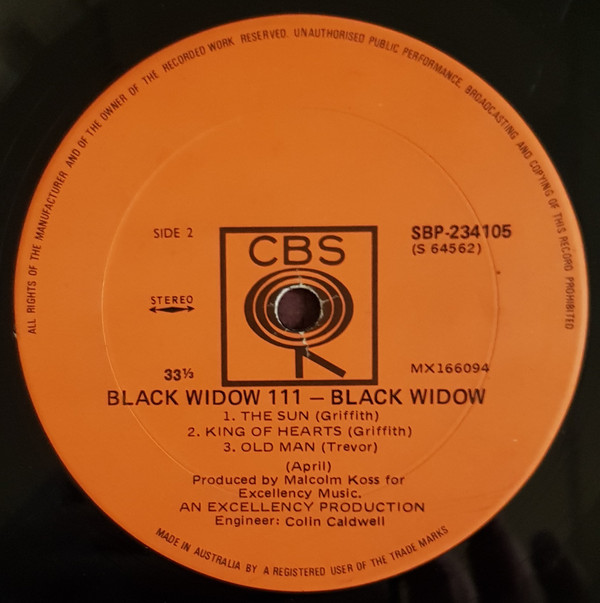 ALL RIGHTS OF THE MANUFACTURER AND OF THE OWNER OF THE RECORDED WORK RESERVED. UNAUTHORISED PUBLIC PERFORMANCE, BROADCASTING AND COPYING OF THIS RECORD PROHIBITED
SIDE 2
CBS
SBP-234105
(S 64562)
STEREO
33⅓
MX166094
BLACK WIDOW 111 – BLACK WIDOW
1. THE SUN (Griffith)
2. KING OF HEARTS (Griffith)
3. OLD MAN (Trevor)
(April)
Produced by Malcolm Koss for
Excellency Music.
AN EXCELLENCY PRODUCTION
Engineer: Colin Caldwell
MADE IN AUSTRALIA BY A REGISTERED USER OF THE TRADE MARKS